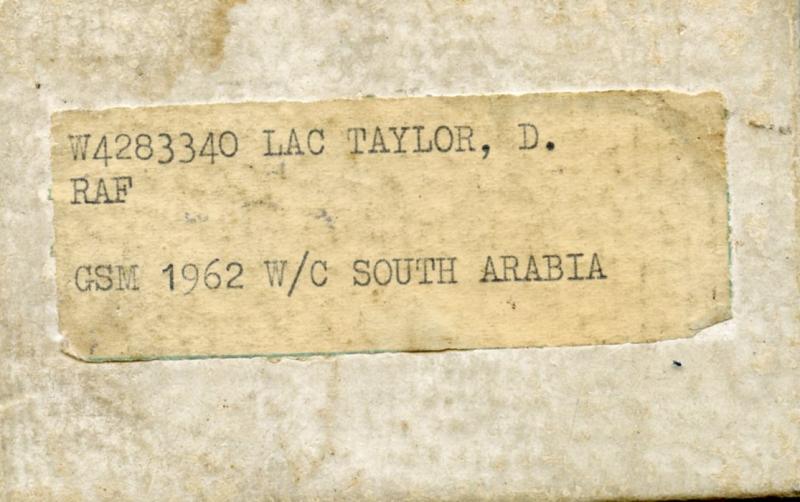 W4283340 LAC TAYLOR, D.
RAF
GSM 1962 W/C SOUTH ARABIA